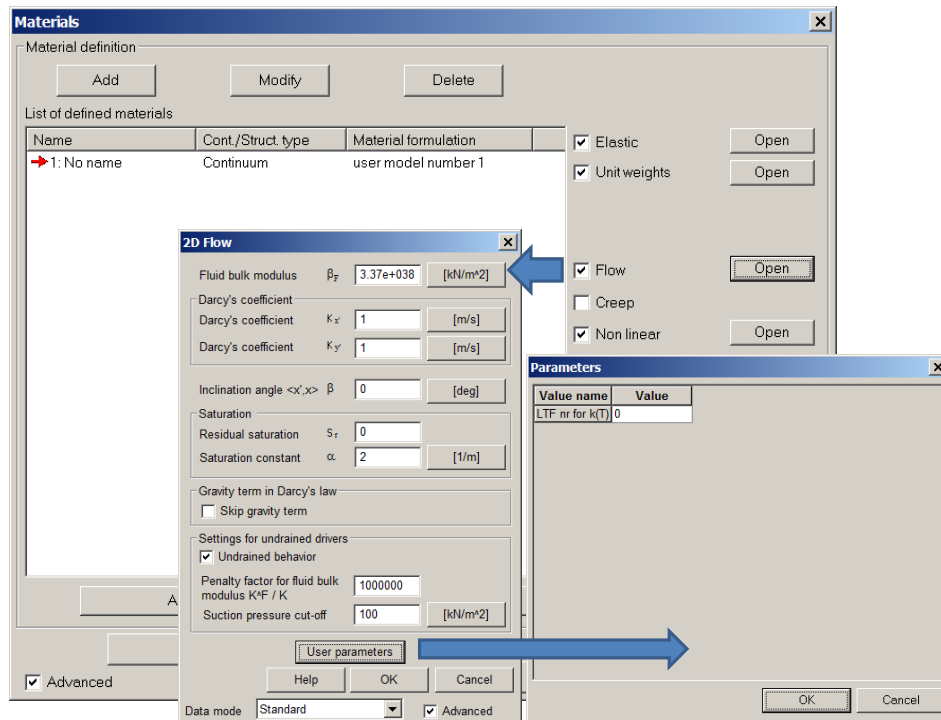 Materials
Material definition
Add Modify Delete
List of defined materials
Name Cont./Struct. type Material formulation
1: No name Continuum user model number 1
Elastic Open
Unit weights Open
Flow Open
Creep
Non linear Open
A
Advanced
2D Flow
Fluid bulk modulus βF 3.37e+038 [kN/m^2]
Darcy's coefficient
Darcy's coefficient Kx' 1 [m/s]
Darcy's coefficient Ky' 1 [m/s]
Inclination angle <x',x> β 0 [deg]
Saturation
Residual saturation Sr 0
Saturation constant α 2 [1/m]
Gravity term in Darcy's law
Skip gravity term
Settings for undrained drivers
Undrained behavior
Penalty factor for fluid bulk
modulus K^F / K 1000000
Suction pressure cut-off 100 [kN/m^2]
User parameters
Help OK Cancel
Data mode Standard Advanced
Parameters
Value name Value
LTF nr for k(T) 0
OK Cancel